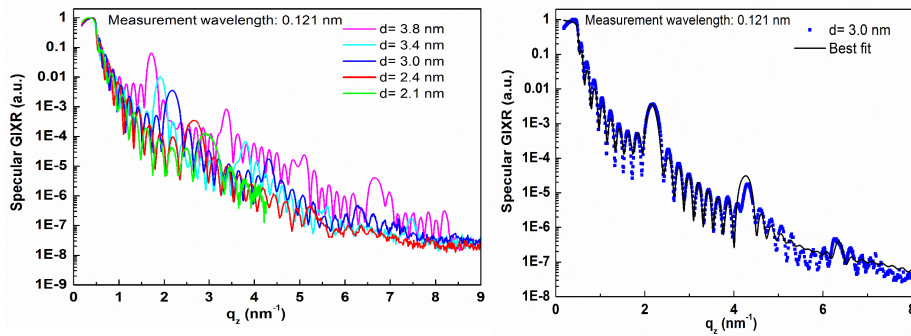 Measurement wavelength: 0.121 nm
d= 3.8 nm
d= 3.4 nm
d= 3.0 nm
d= 2.4 nm
d= 2.1 nm
Specular GIXR (a.u.)
1
0.1
0.01
1E-3
1E-4
1E-5
1E-6
1E-7
1E-8
1E-9
0 1 2 3 4 5 6 7 8 9
qz (nm-1)
Measurement wavelength: 0.121 nm
d= 3.0 nm
Best fit
Specular GIXR (a.u.)
1
0.1
0.01
1E-3
1E-4
1E-5
1E-6
1E-7
1E-8
0 2 4 6 8
qz (nm-1)